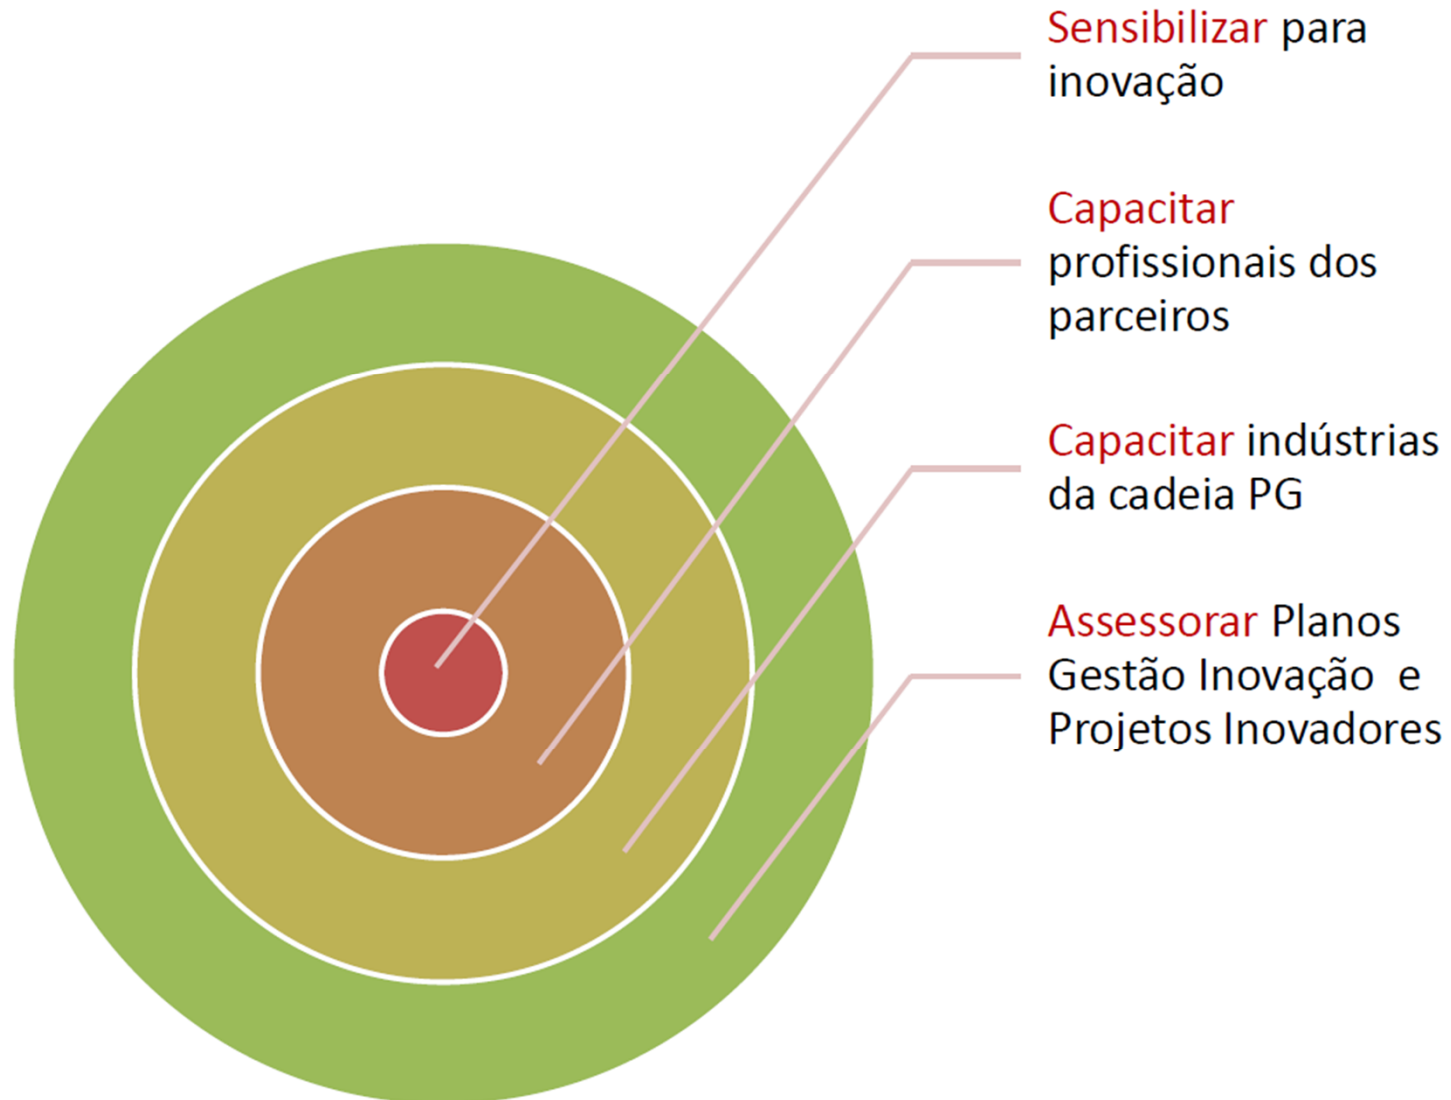 Sensibilizar para
inovação
Capacitar
profissionais dos
parceiros
Capacitar indústrias
da cadeia PG
Assessorar Planos
Gestão Inovação e
Projetos Inovadores